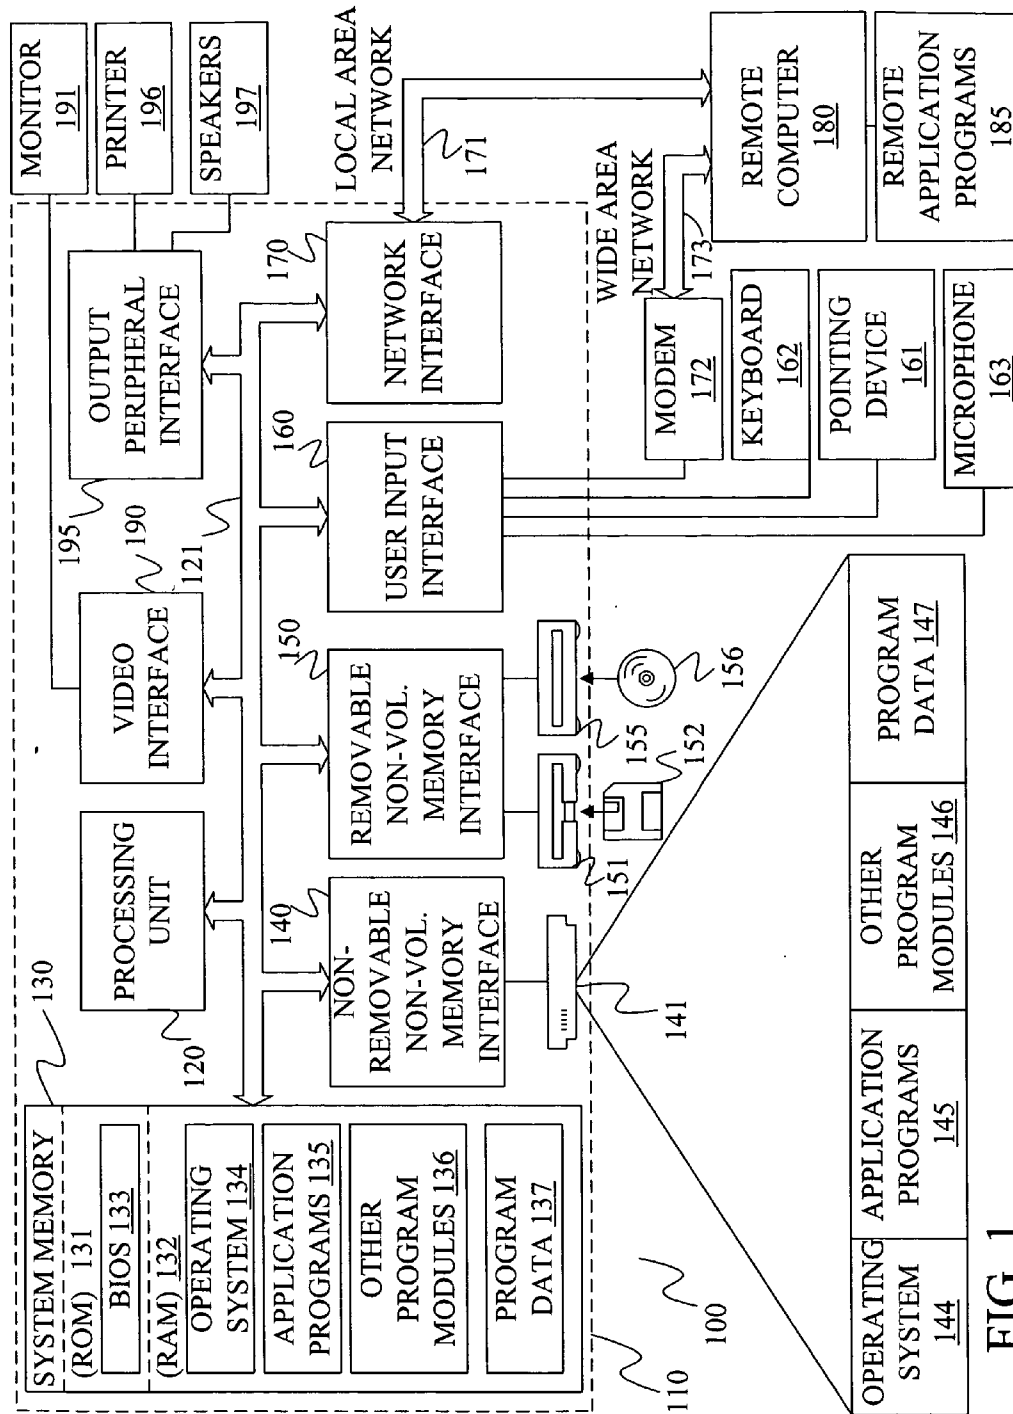 SYSTEM MEMORY
(ROM) 131
BIOS 133
(RAM) 132
OPERATING
SYSTEM 134
APPLICATION
PROGRAMS 135
OTHER
PROGRAM
MODULES 136
PROGRAM
DATA 137
130
PROCESSING
UNIT
120
VIDEO
INTERFACE
190
121
OUTPUT
PERIPHERAL
INTERFACE
195
MONITOR
191
PRINTER
196
SPEAKERS
197
NON-
REMOVABLE
NON-VOL.
MEMORY
INTERFACE
140
REMOVABLE
NON-VOL.
MEMORY
INTERFACE
150
USER INPUT
INTERFACE
160
NETWORK
INTERFACE
170
LOCAL AREA
NETWORK
171
WIDE AREA
NETWORK
173
141
151
152
155
156
MODEM
172
KEYBOARD
162
POINTING
DEVICE
161
MICROPHONE
163
REMOTE
COMPUTER
180
REMOTE
APPLICATION
PROGRAMS
185
110
100
OPERATING
SYSTEM
144
APPLICATION
PROGRAMS
145
OTHER
PROGRAM
MODULES 146
PROGRAM
DATA 147
FIG. 1